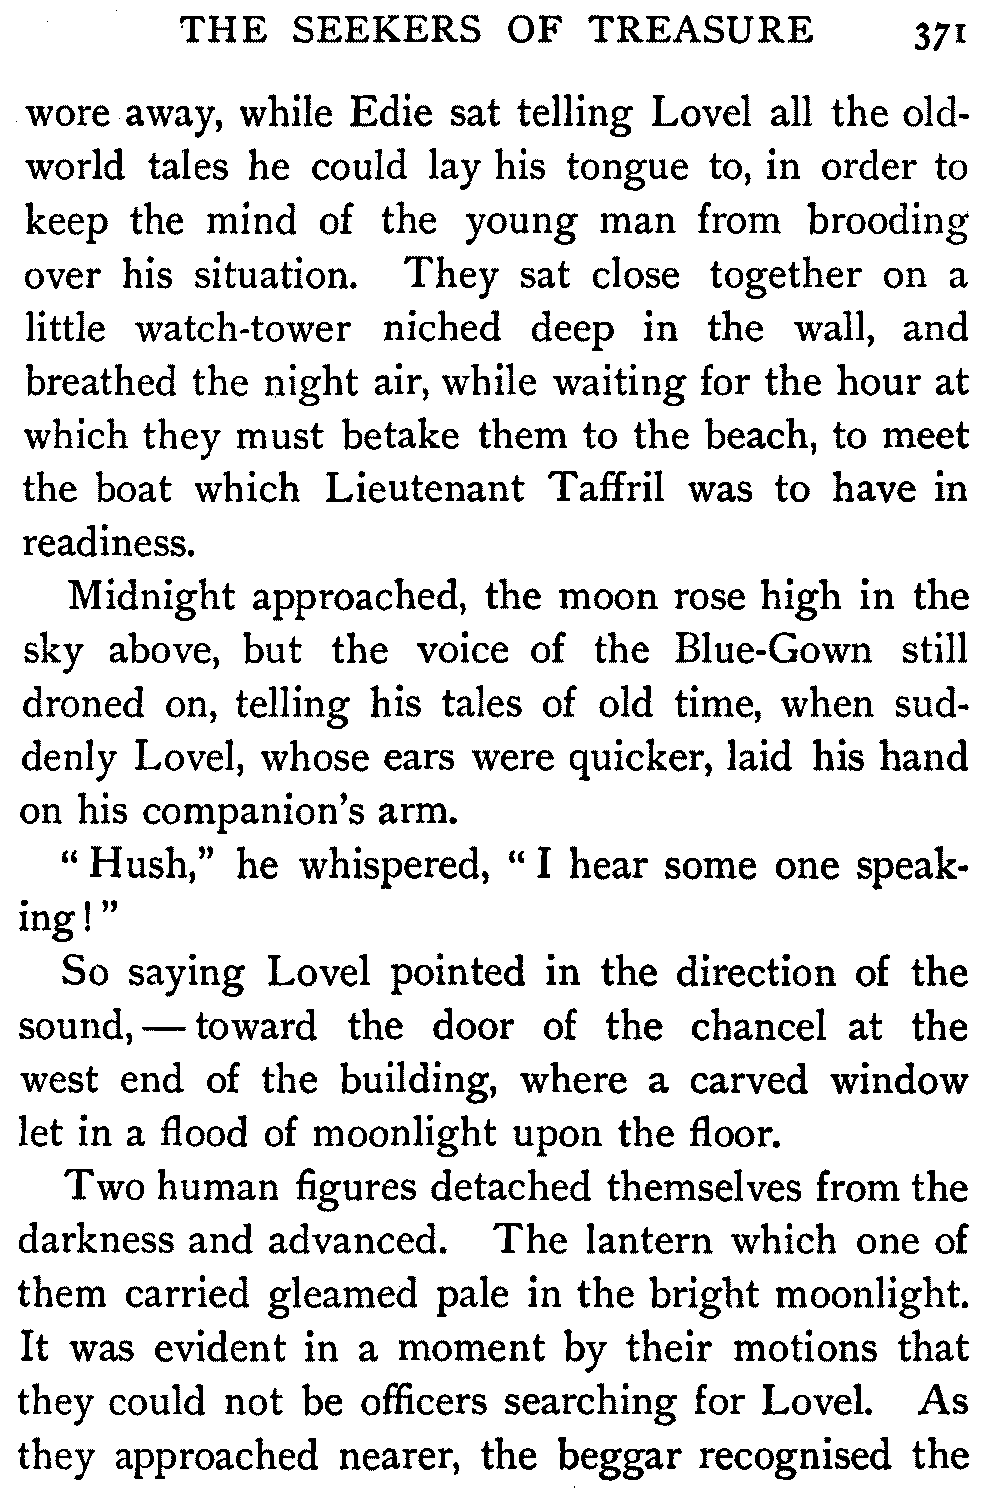 THE SEEKERS OF TREASURE 371
wore away, while Edie sat telling Lovel all the old-
world tales he could lay his tongue to, in order to
keep the mind of the young man from brooding
over his situation. They sat close together on a
little watch-tower niched deep in the wall, and
breathed the night air, while waiting for the hour at
which they must betake them to the beach, to meet
the boat which Lieutenant Taffril was to have in
readiness.
Midnight approached, the moon rose high in the
sky above, but the voice of the Blue-Gown still
droned on, telling his tales of old time, when sud-
denly Lovel, whose ears were quicker, laid his hand
on his companion's arm.
“ Hush,” he whispered, “ I hear some one speak-
ing ! ”
So saying Lovel pointed in the direction of the
sound, — toward the door of the chancel at the
west end of the building, where a carved window
let in a flood of moonlight upon the floor.
Two human figures detached themselves from the
darkness and advanced. The lantern which one of
them carried gleamed pale in the bright moonlight.
It was evident in a moment by their motions that
they could not be officers searching for Lovel. As
they approached nearer, the beggar recognised the